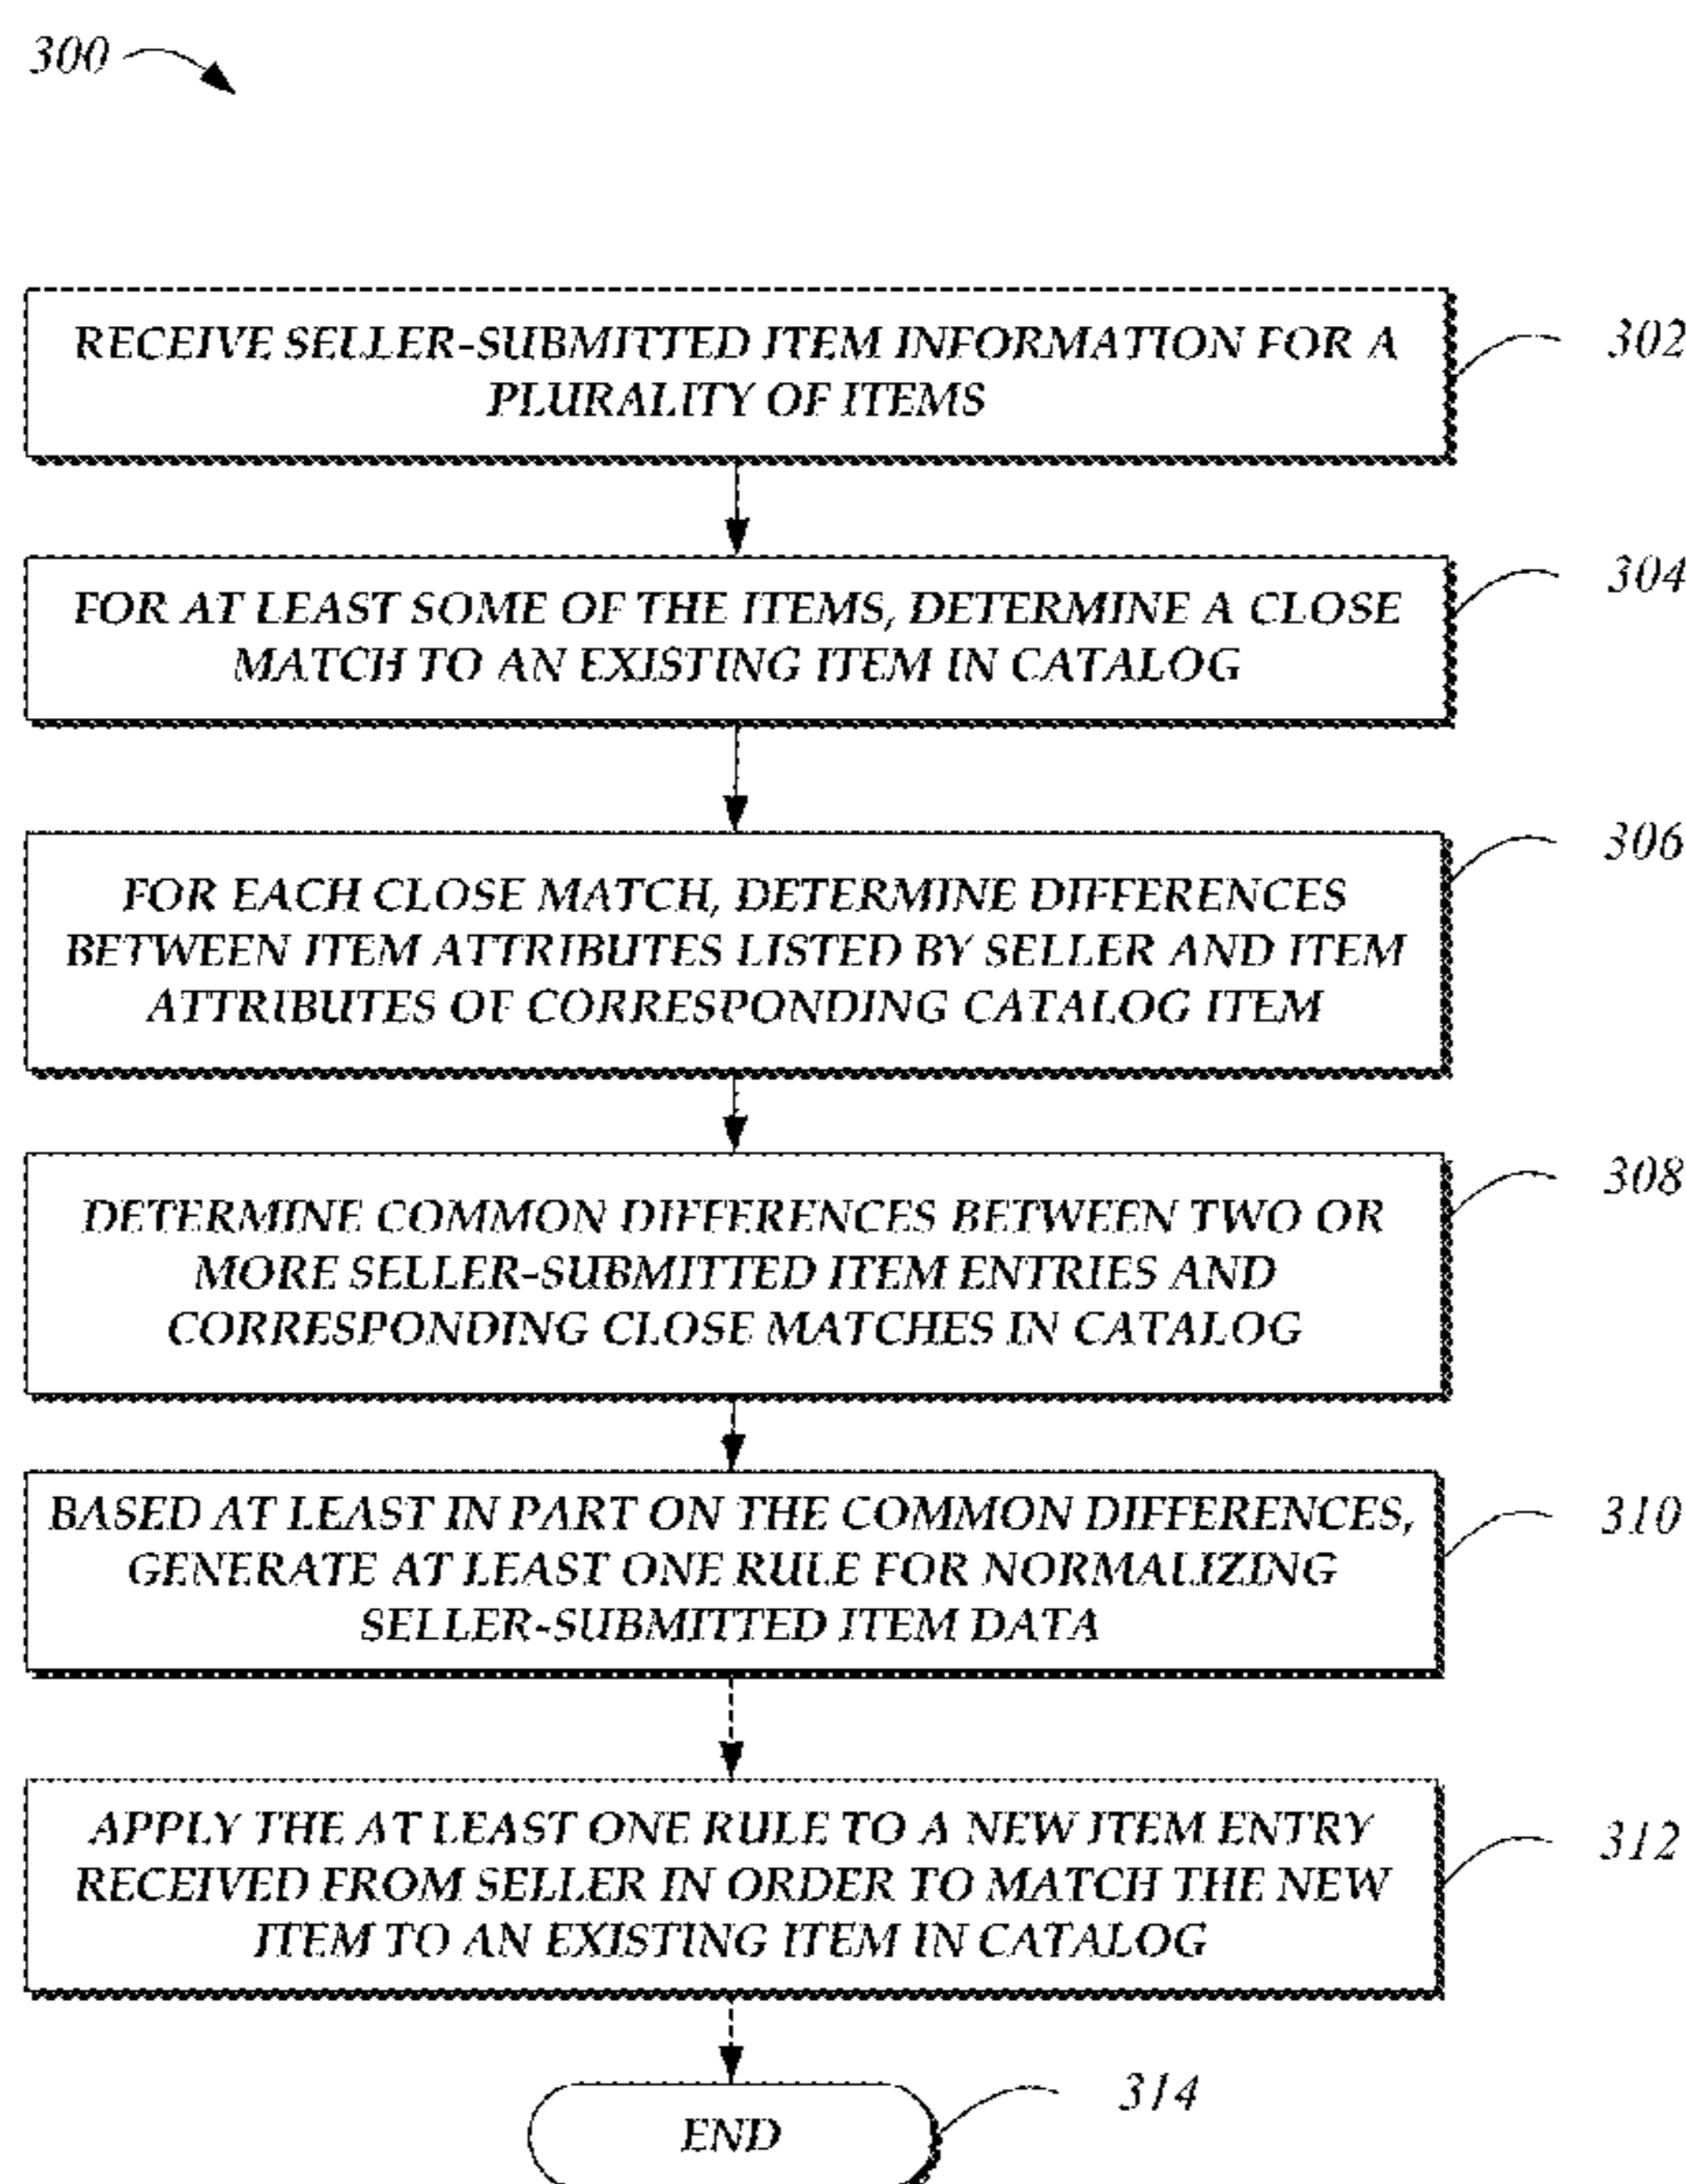 300
RECEIVE SELLER-SUBMITTED ITEM INFORMATION FOR A
PLURALITY OF ITEMS
302
FOR AT LEAST SOME OF THE ITEMS, DETERMINE A CLOSE
MATCH TO AN EXISTING ITEM IN CATALOG
304
FOR EACH CLOSE MATCH, DETERMINE DIFFERENCES
BETWEEN ITEM ATTRIBUTES LISTED BY SELLER AND ITEM
ATTRIBUTES OF CORRESPONDING CATALOG ITEM
306
DETERMINE COMMON DIFFERENCES BETWEEN TWO OR
MORE SELLER-SUBMITTED ITEM ENTRIES AND
CORRESPONDING CLOSE MATCHES IN CATALOG
308
BASED AT LEAST IN PART ON THE COMMON DIFFERENCES,
GENERATE AT LEAST ONE RULE FOR NORMALIZING
SELLER-SUBMITTED ITEM DATA
310
APPLY THE AT LEAST ONE RULE TO A NEW ITEM ENTRY
RECEIVED FROM SELLER IN ORDER TO MATCH THE NEW
ITEM TO AN EXISTING ITEM IN CATALOG
312
END
314